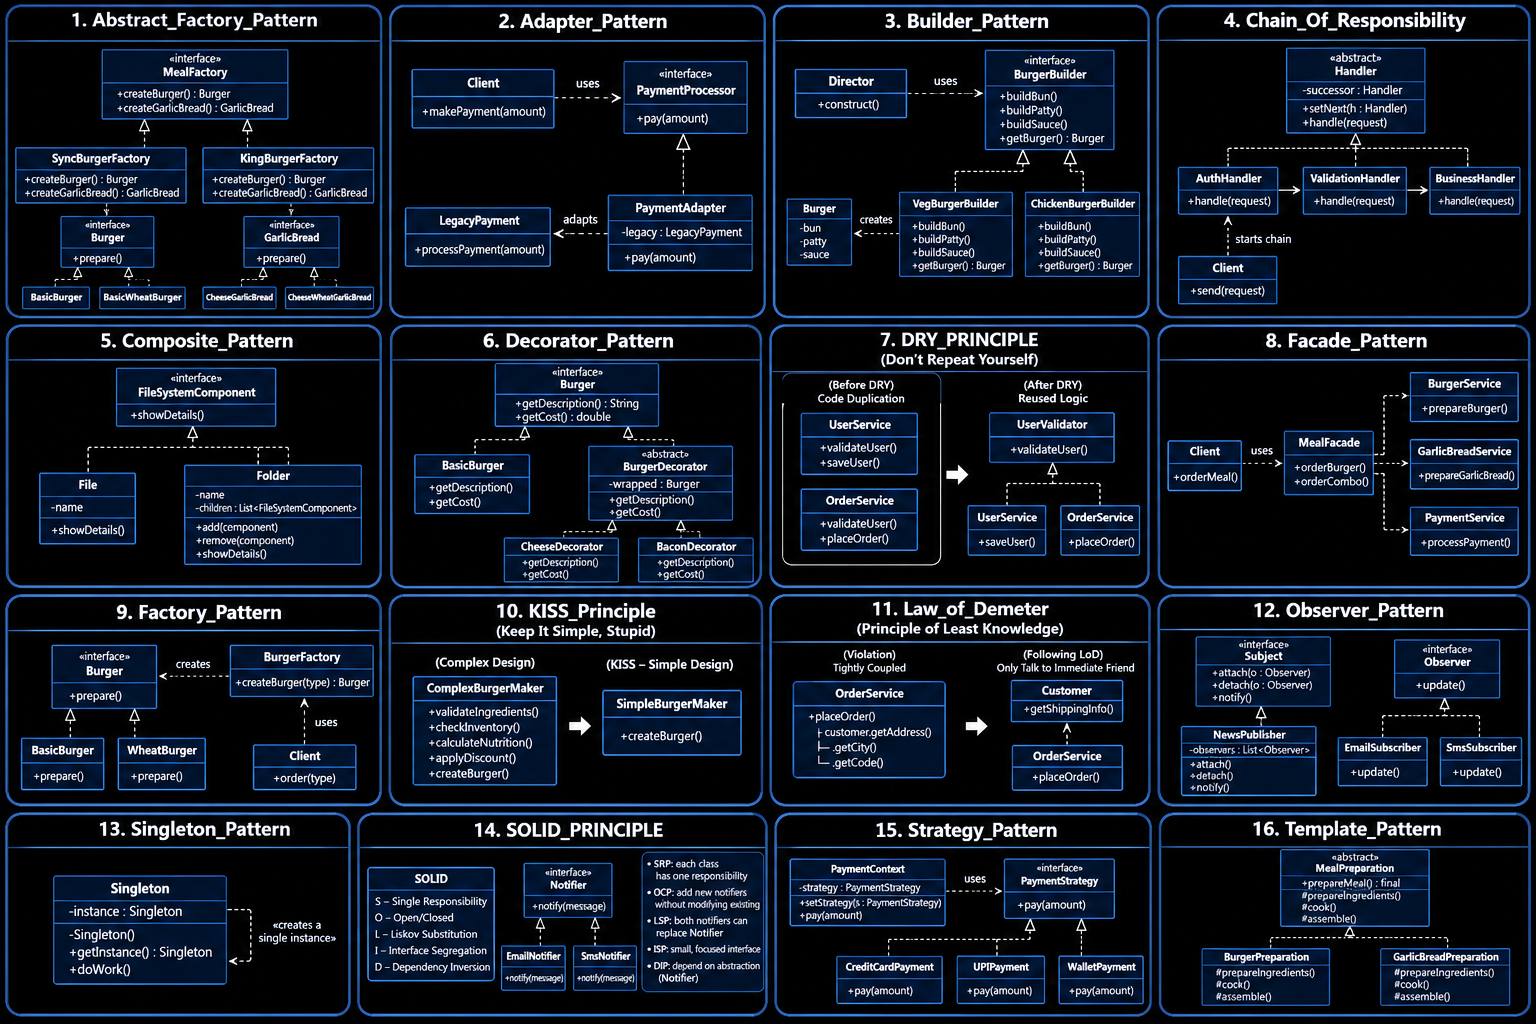 1. Abstract_Factory_Pattern
«interface»
MealFactory
+createBurger() : Burger
+createGarlicBread() : GarlicBread
SyncBurgerFactory
+createBurger() : Burger
+createGarlicBread() : GarlicBread
KingBurgerFactory
+createBurger() : Burger
+createGarlicBread() : GarlicBread
«interface»
Burger
+prepare()
«interface»
GarlicBread
+prepare()
BasicBurger
BasicWheatBurger
CheeseGarlicBread
CheeseWheatGarlicBread
2. Adapter_Pattern
Client
+makePayment(amount)
uses
«interface»
PaymentProcessor
+pay(amount)
LegacyPayment
+processPayment(amount)
adapts
PaymentAdapter
-legacy : LegacyPayment
+pay(amount)
3. Builder_Pattern
Director
+construct()
uses
«interface»
BurgerBuilder
+buildBun()
+buildPatty()
+buildSauce()
+getBurger() : Burger
Burger
-bun
-patty
-sauce
creates
VegBurgerBuilder
+buildBun()
+buildPatty()
+buildSauce()
+getBurger() : Burger
ChickenBurgerBuilder
+buildBun()
+buildPatty()
+buildSauce()
+getBurger() : Burger
4. Chain_Of_Responsibility
«abstract»
Handler
-successor : Handler
+setNext(h : Handler)
+handle(request)
AuthHandler
+handle(request)
ValidationHandler
+handle(request)
BusinessHandler
+handle(request)
starts chain
Client
+send(request)
5. Composite_Pattern
«interface»
FileSystemComponent
+showDetails()
File
-name
+showDetails()
Folder
-name
-children : List<FileSystemComponent>
+add(component)
+remove(component)
+showDetails()
6. Decorator_Pattern
«interface»
Burger
+getDescription() : String
+getCost() : double
BasicBurger
+getDescription()
+getCost()
«abstract»
BurgerDecorator
-wrapped : Burger
+getDescription()
+getCost()
CheeseDecorator
+getDescription()
+getCost()
BaconDecorator
+getDescription()
+getCost()
7. DRY_PRINCIPLE
(Don't Repeat Yourself)
(Before DRY)
Code Duplication
UserService
+validateUser()
+saveUser()
OrderService
+validateUser()
+placeOrder()
(After DRY)
Reused Logic
UserValidator
+validateUser()
UserService
+saveUser()
OrderService
+placeOrder()
8. Facade_Pattern
Client
+orderMeal()
uses
MealFacade
+orderBurger()
+orderCombo()
BurgerService
+prepareBurger()
GarlicBreadService
+prepareGarlicBread()
PaymentService
+processPayment()
9. Factory_Pattern
«interface»
Burger
+prepare()
creates
BurgerFactory
+createBurger(type) : Burger
uses
BasicBurger
+prepare()
WheatBurger
+prepare()
Client
+order(type)
10. KISS_Principle
(Keep It Simple, Stupid)
(Complex Design)
ComplexBurgerMaker
+validateIngredients()
+checkInventory()
+calculateNutrition()
+applyDiscount()
+createBurger()
(KISS – Simple Design)
SimpleBurgerMaker
+createBurger()
11. Law_of_Demeter
(Principle of Least Knowledge)
(Violation)
Tightly Coupled
OrderService
+placeOrder()
customer.getAddress()
.getCity()
.getCode()
(Following LoD)
Only Talk to Immediate Friend
Customer
+getShippingInfo()
OrderService
+placeOrder()
12. Observer_Pattern
«interface»
Subject
+attach(o : Observer)
+detach(o : Observer)
+notify()
«interface»
Observer
+update()
NewsPublisher
-observers : List<Observer>
+attach()
+detach()
+notify()
EmailSubscriber
+update()
SmsSubscriber
+update()
13. Singleton_Pattern
Singleton
-instance : Singleton
-Singleton()
+getInstance() : Singleton
+doWork()
«creates a
single instance»
14. SOLID_PRINCIPLE
SOLID
S – Single Responsibility
O – Open/Closed
L – Liskov Substitution
I – Interface Segregation
D – Dependency Inversion
«interface»
Notifier
+notify(message)
EmailNotifier
+notify(message)
SmsNotifier
+notify(message)
• SRP: each class
has one responsibility
• OCP: add new notifiers
without modifying existing
• LSP: both notifiers can
replace Notifier
• ISP: small, focused interface
• DIP: depend on abstraction
(Notifier)
15. Strategy_Pattern
PaymentContext
-strategy : PaymentStrategy
+setStrategy(s : PaymentStrategy)
+pay(amount)
uses
«interface»
PaymentStrategy
+pay(amount)
CreditCardPayment
+pay(amount)
UPIPayment
+pay(amount)
WalletPayment
+pay(amount)
16. Template_Pattern
«abstract»
MealPreparation
+prepareMeal() : final
#prepareIngredients()
#cook()
#assemble()
BurgerPreparation
#prepareIngredients()
#cook()
#assemble()
GarlicBreadPreparation
#prepareIngredients()
#cook()
#assemble()